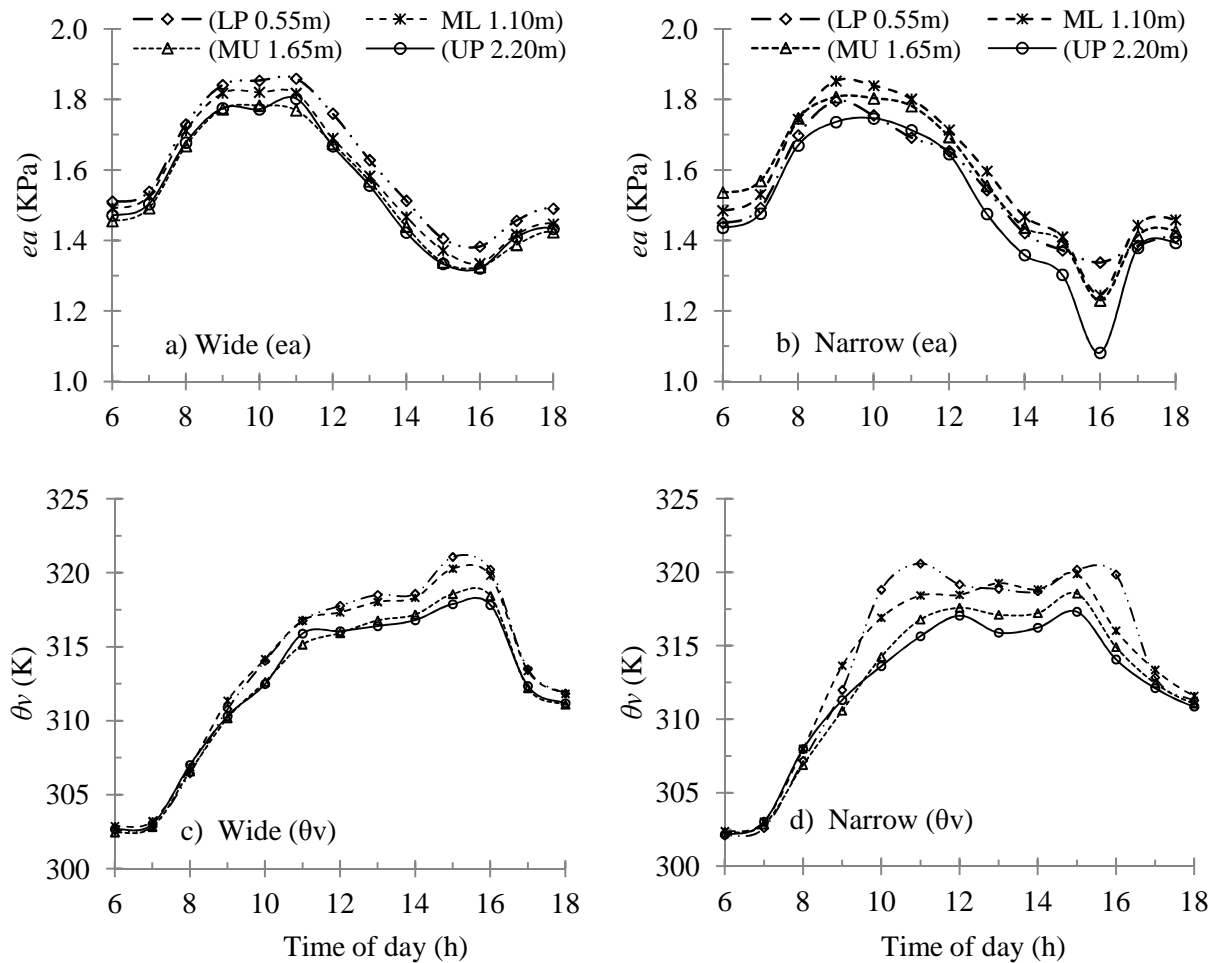 (LP 0.55m) ML 1.10m)
(MU 1.65m) (UP 2.20m)
2.0
1.8
1.6
1.4
1.2
1.0
ea (KPa)
a) Wide (ea)
6 8 10 12 14 16 18
(LP 0.55m) ML 1.10m)
(MU 1.65m) (UP 2.20m)
2.0
1.8
1.6
1.4
1.2
1.0
ea (KPa)
b) Narrow (ea)
6 8 10 12 14 16 18
325
320
315
310
305
300
θv (K)
c) Wide (θv)
6 8 10 12 14 16 18
Time of day (h)
325
320
315
310
305
300
θv (K)
d) Narrow (θv)
6 8 10 12 14 16 18
Time of day (h)